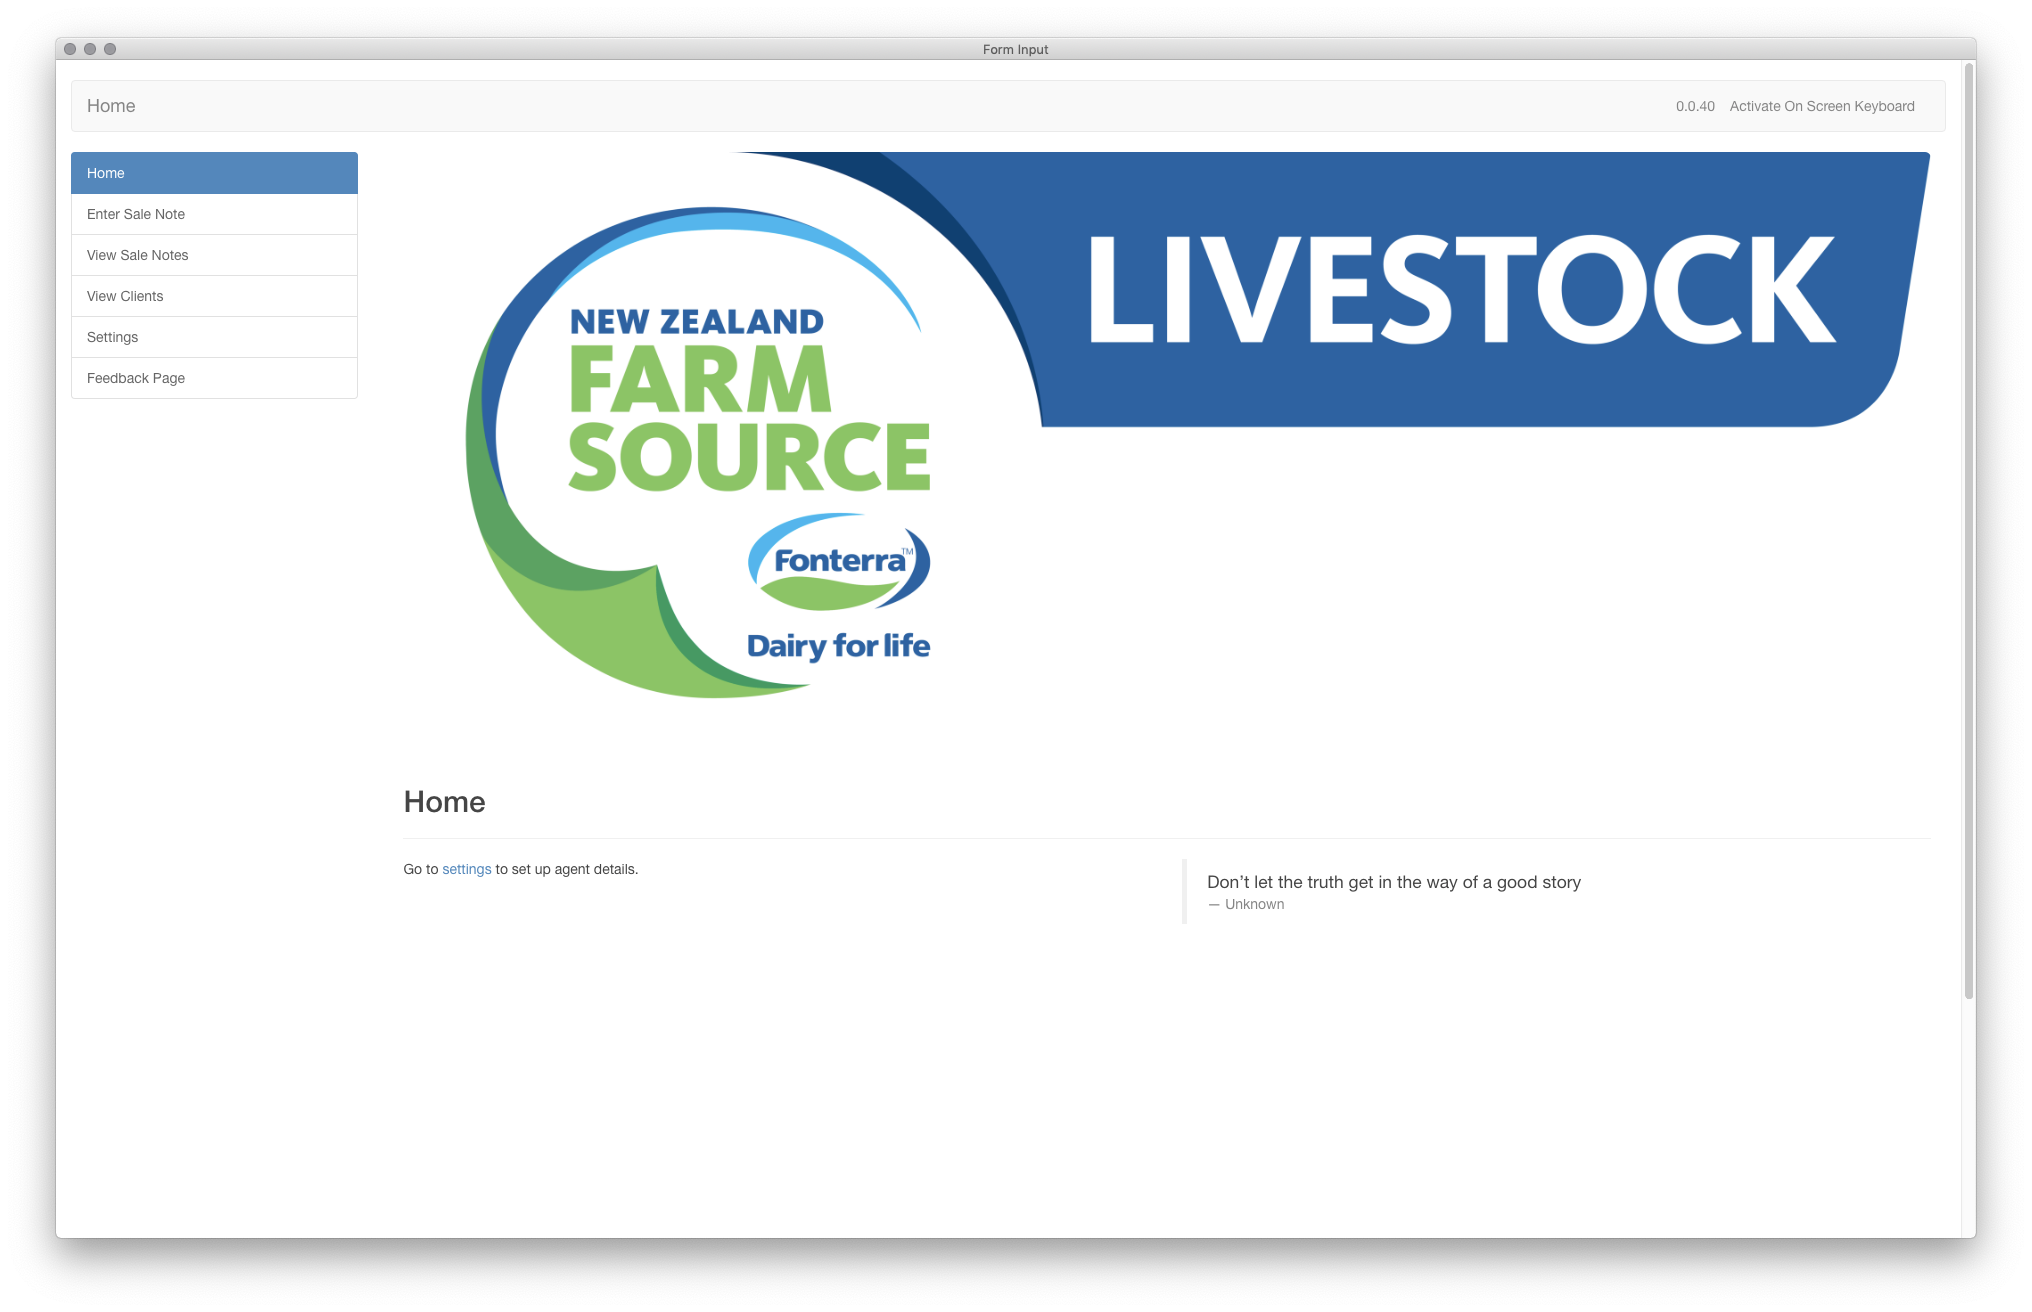 Form Input
Home
0.0.40 Activate On Screen Keyboard
Home
Enter Sale Note
View Sale Notes
View Clients
Settings
Feedback Page
LIVESTOCK
NEW ZEALAND
FARM
SOURCE
Fonterra™
Dairy for life
Home
Go to settings to set up agent details.
Don’t let the truth get in the way of a good story
— Unknown